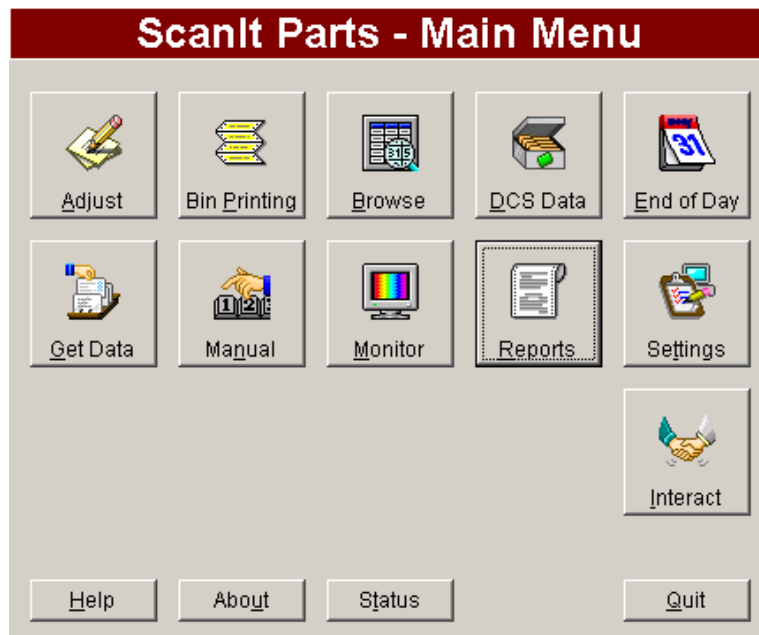 ScanIt Parts - Main Menu
Adjust
Bin Printing
Browse
DCS Data
End of Day
Get Data
Manual
Monitor
Reports
Settings
Interact
Help
About
Status
Quit